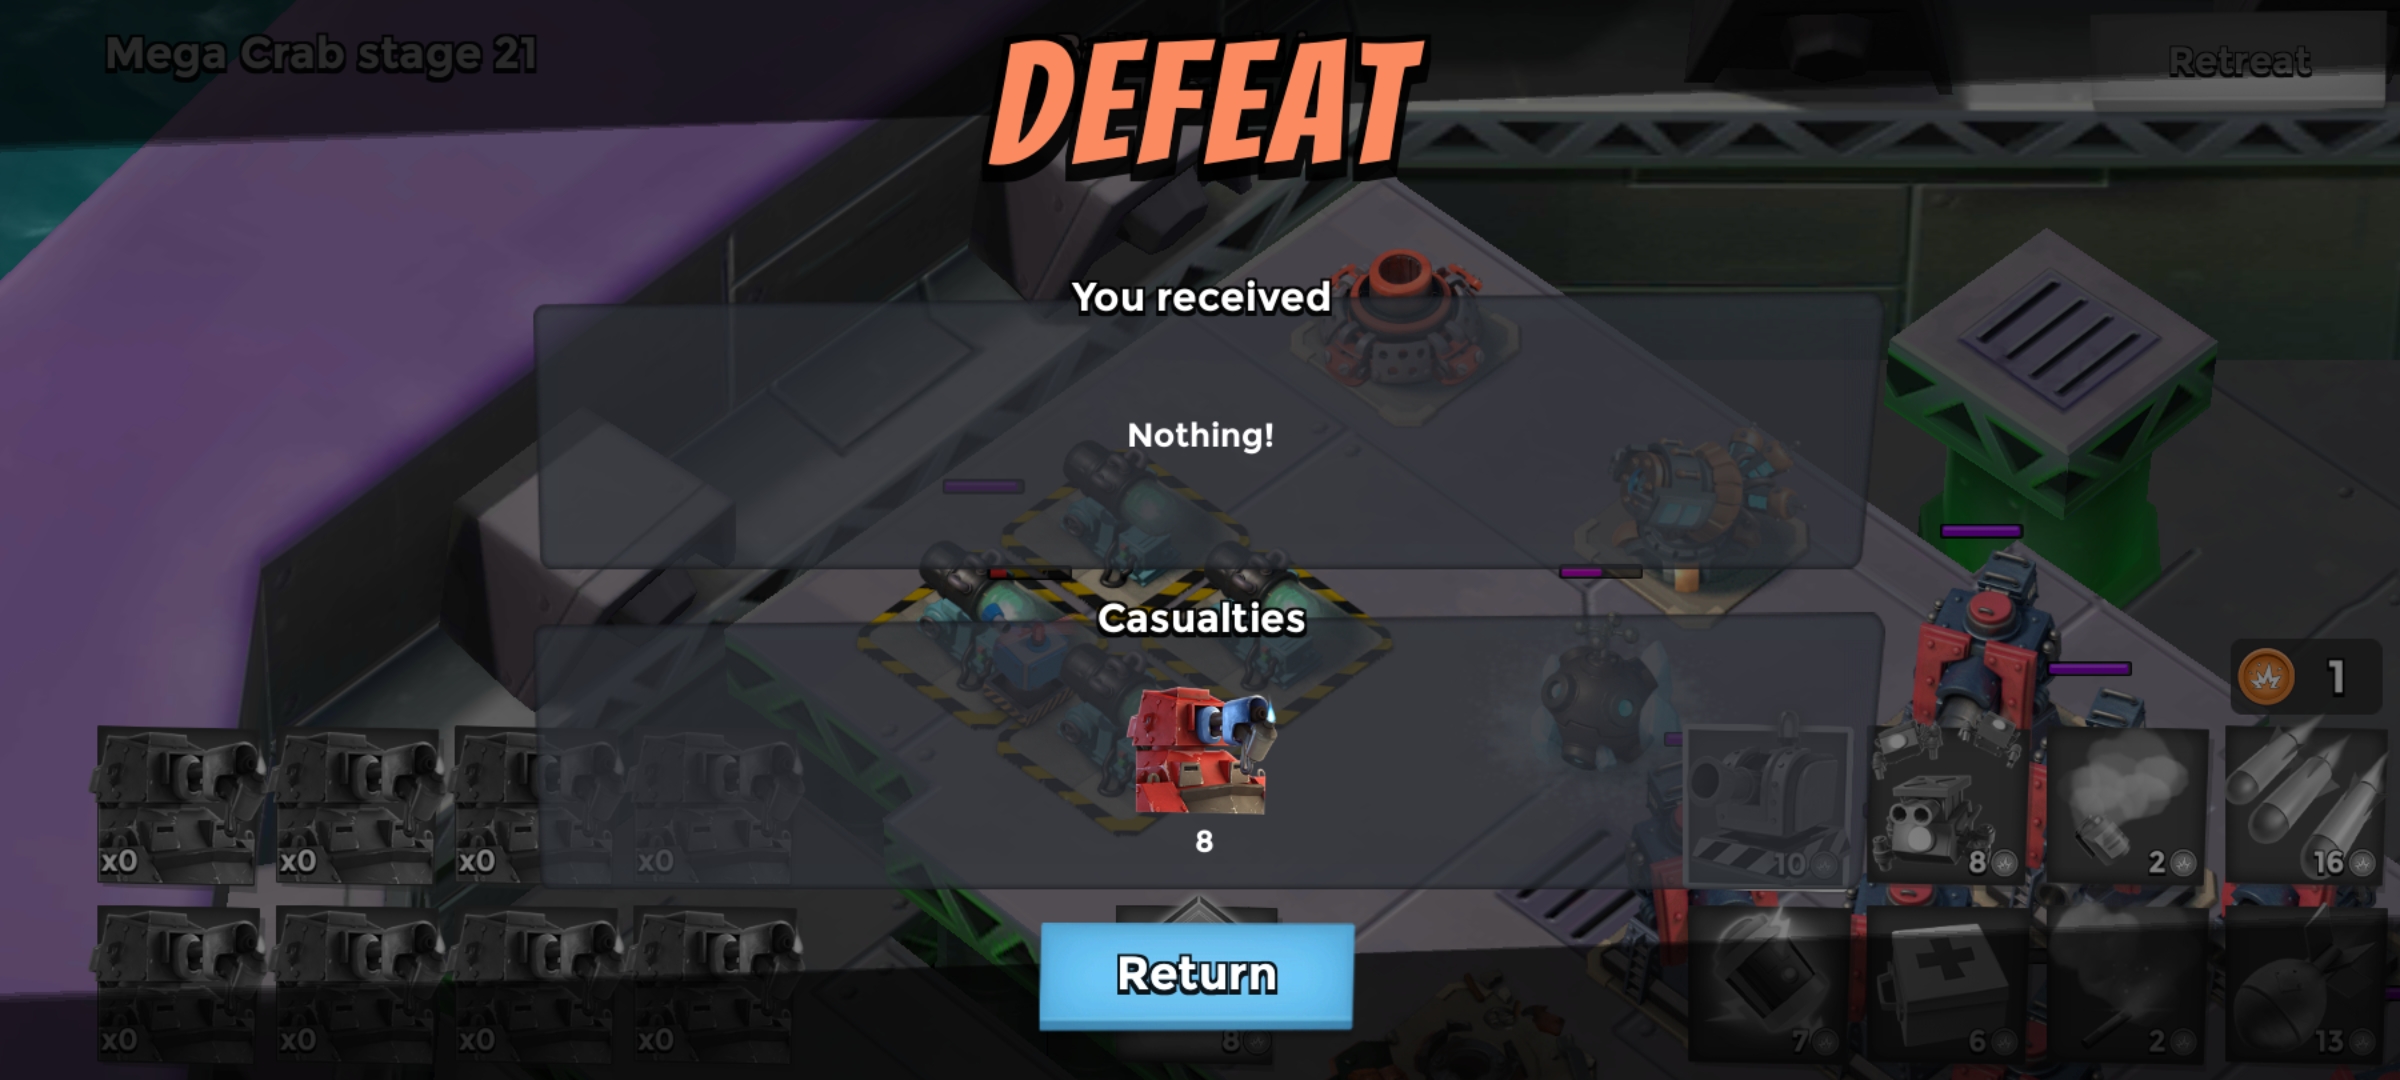 Mega Crab stage 21
DEFEAT
Retreat
You received
Nothing!
Casualties
8
1
x0
x0
x0
x0
10
8
2
16
x0
x0
x0
x0
8
Return
7
6
2
13